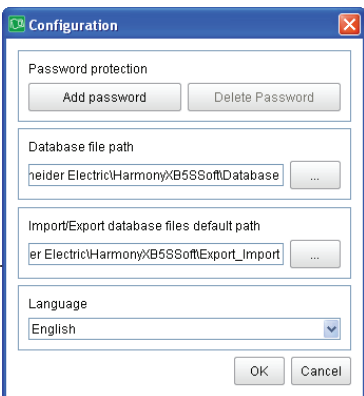 Configuration
Password protection
Add password Delete Password
Database file path
neider Electric\HarmonyXB5SSoft\Database ...
Import/Export database files default path
er Electric\HarmonyXB5SSoft\Export_Import ...
Language
English
OK Cancel